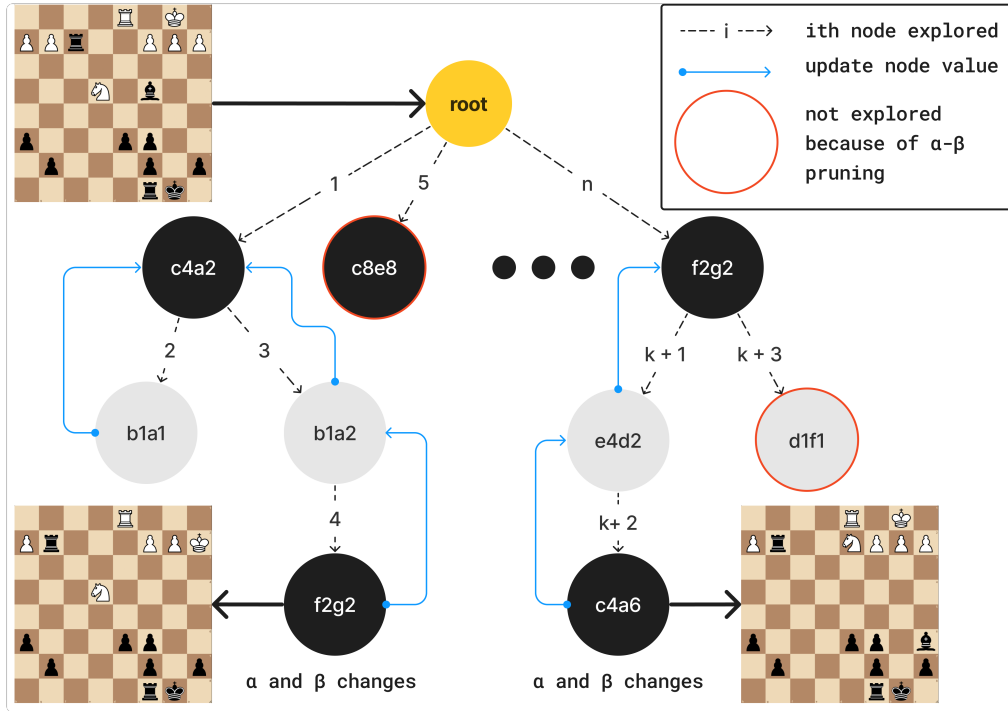 i
ith node explored
update node value
not explored
because of α-β
pruning
root
1
5
n
c4a2
c8e8
f2g2
2
3
k + 1
k + 3
b1a1
b1a2
e4d2
d1f1
4
k+ 2
f2g2
c4a6
α and β changes
α and β changes